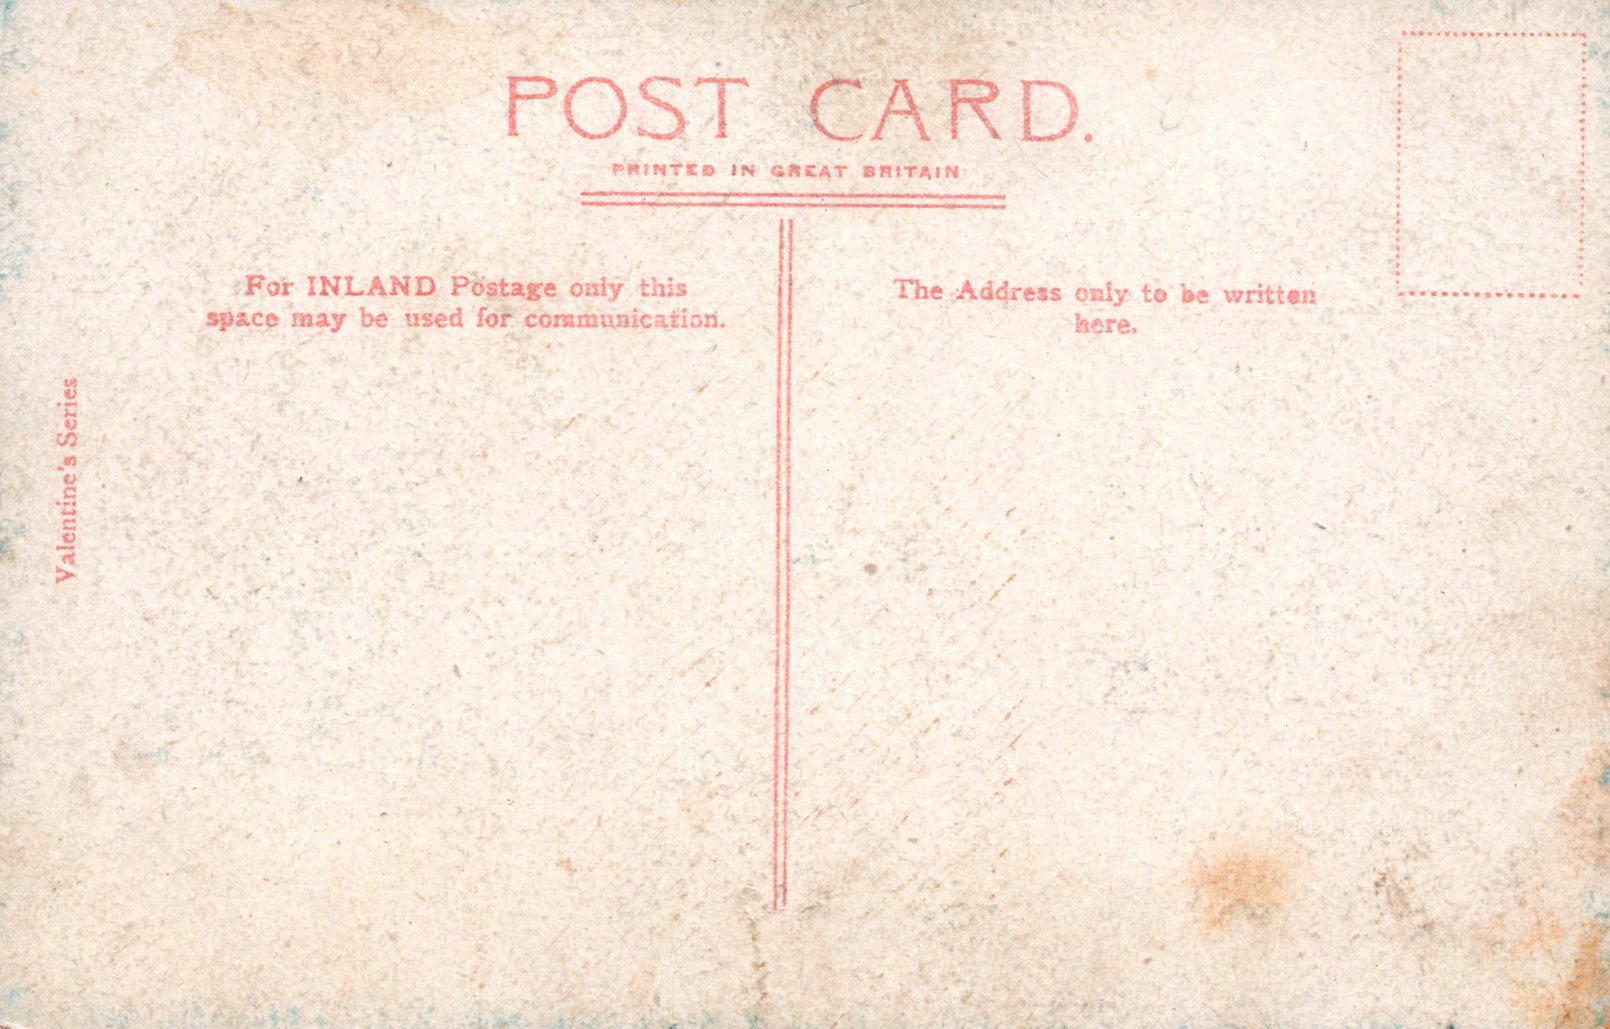 POST CARD.
PRINTED IN GREAT BRITAIN
For INLAND Postage only this
space may be used for communication.
The Address only to be written
here.
Valentine's Series